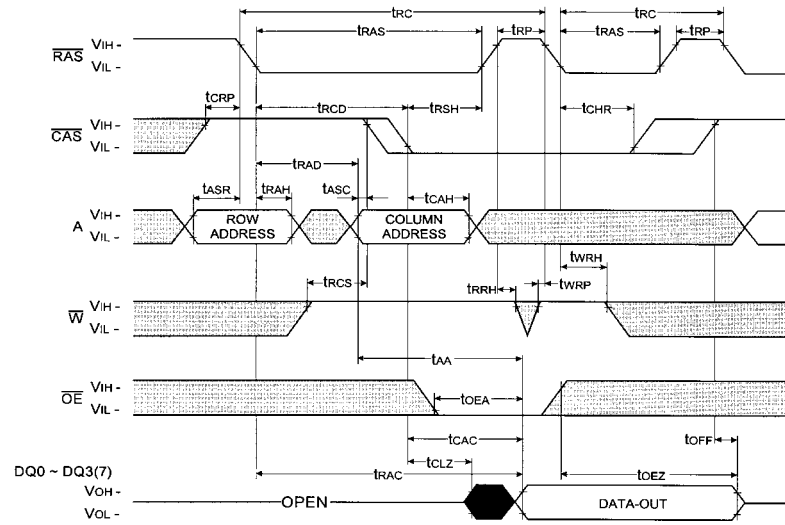 tRC tRC
tRAS tRP tRAS tRP
RAS VIH -
VIL -
tCRP tRCD tRSH tCHR
CAS VIH -
VIL -
tRAD
tASR tRAH tASC tCAH
A VIH -
VIL -
ROW ADDRESS
COLUMN ADDRESS
tWRH
tRCS tRRH tWRP
W VIH -
VIL -
tAA
OE VIH -
VIL -
tOEA
tCAC tOFF
tCLZ
tRAC tOEZ
DQ0 ~ DQ3(7)
VOH -
VOL -
OPEN DATA-OUT